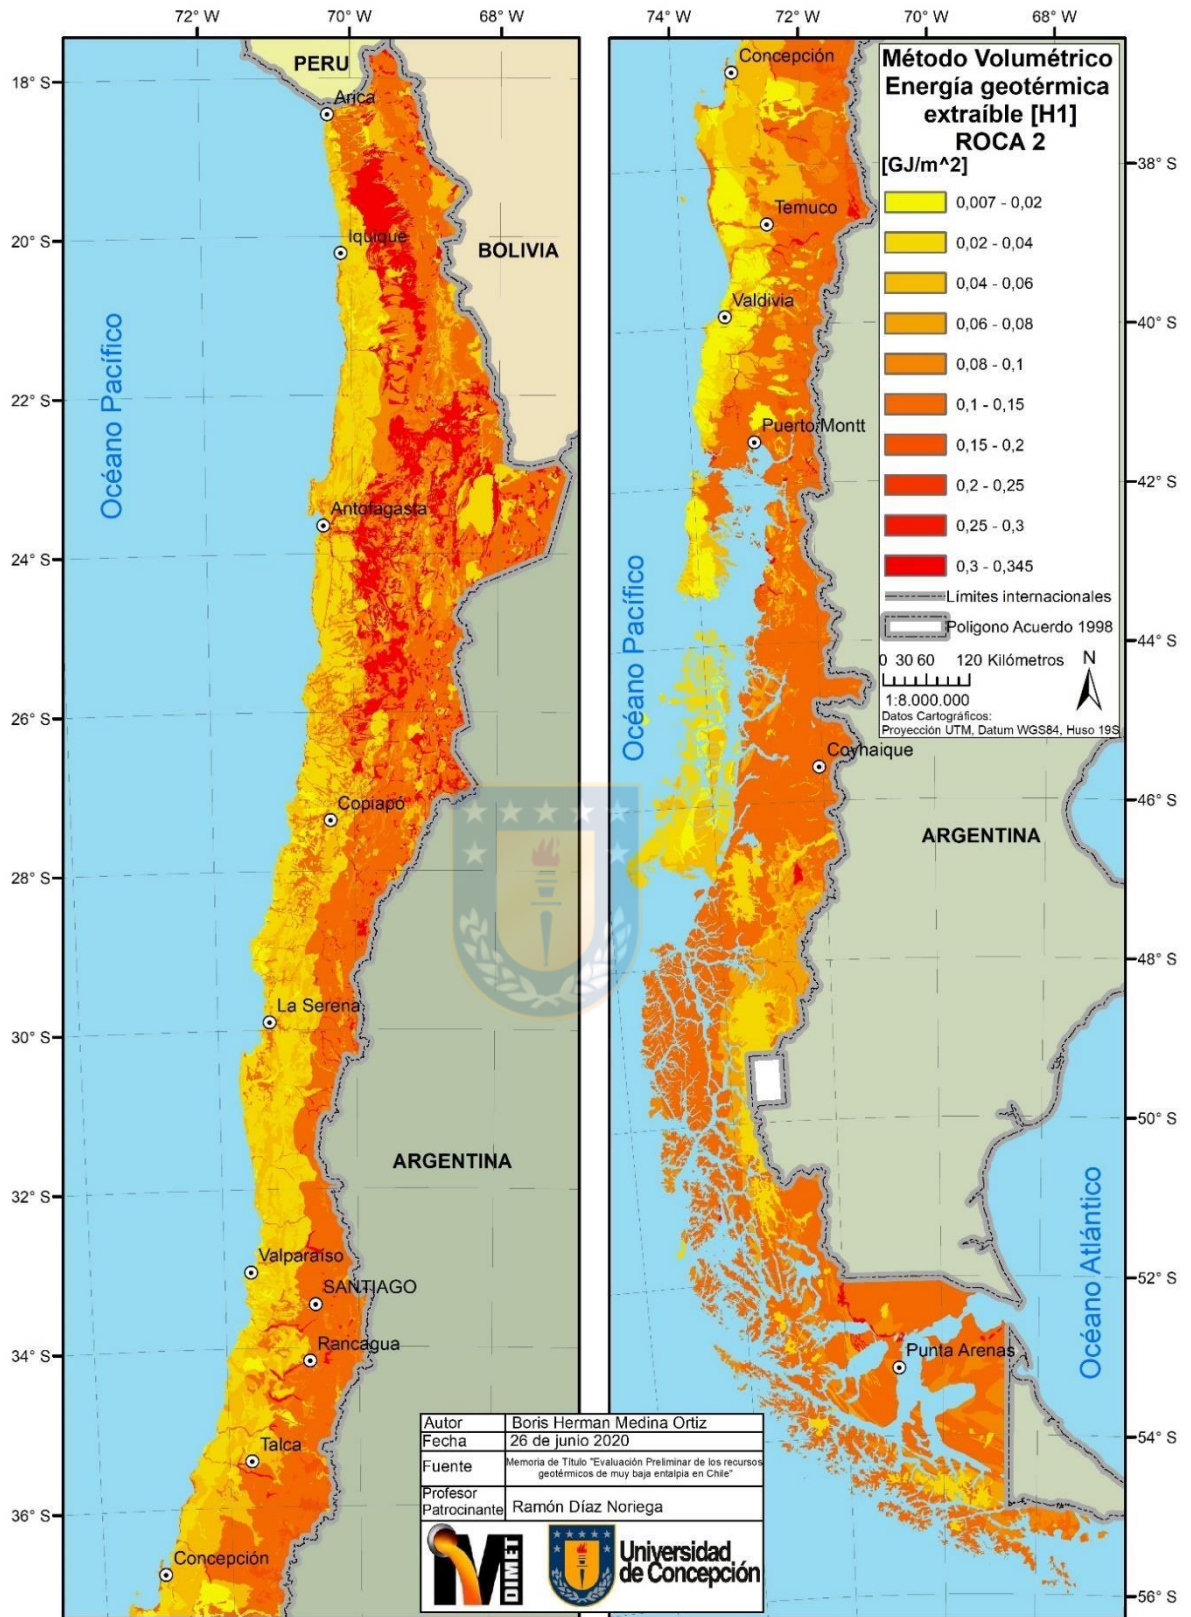 72° W
70° W
68° W
74° W
72° W
70° W
68° W
18° S
20° S
22° S
24° S
26° S
28° S
30° S
32° S
34° S
36° S
PERU
Arica
Iquique
BOLIVIA
Océano Pacífico
Antofagasta
Copiapó
La Serena
ARGENTINA
Valparaíso
SANTIAGO
Rancagua
Talca
Concepción
Concepción
Temuco
Valdivia
Puerto Montt
Océano Pacífico
Coyhaique
ARGENTINA
Punta Arenas
Océano Atlántico
38° S
40° S
42° S
44° S
46° S
48° S
50° S
52° S
54° S
56° S
Método Volumétrico
Energía geotérmica
extraíble [H1]
ROCA 2
[GJ/m^2]
0,007 - 0,02
0,02 - 0,04
0,04 - 0,06
0,06 - 0,08
0,08 - 0,1
0,1 - 0,15
0,15 - 0,2
0,2 - 0,25
0,25 - 0,3
0,3 - 0,345
Límites internacionales
Poligono Acuerdo 1998
0 30 60 120 Kilómetros
N
1:8.000.000
Datos Cartográficos:
Proyección UTM, Datum WGS84, Huso 19S
Autor Boris Herman Medina Ortiz
Fecha 26 de junio 2020
Fuente Memoria de Título "Evaluación Preliminar de los recursos
geotérmicos de muy baja entalpia en Chile"
Profesor
Patrocinante Ramón Díaz Noriega
DIMET
Universidad
de Concepción